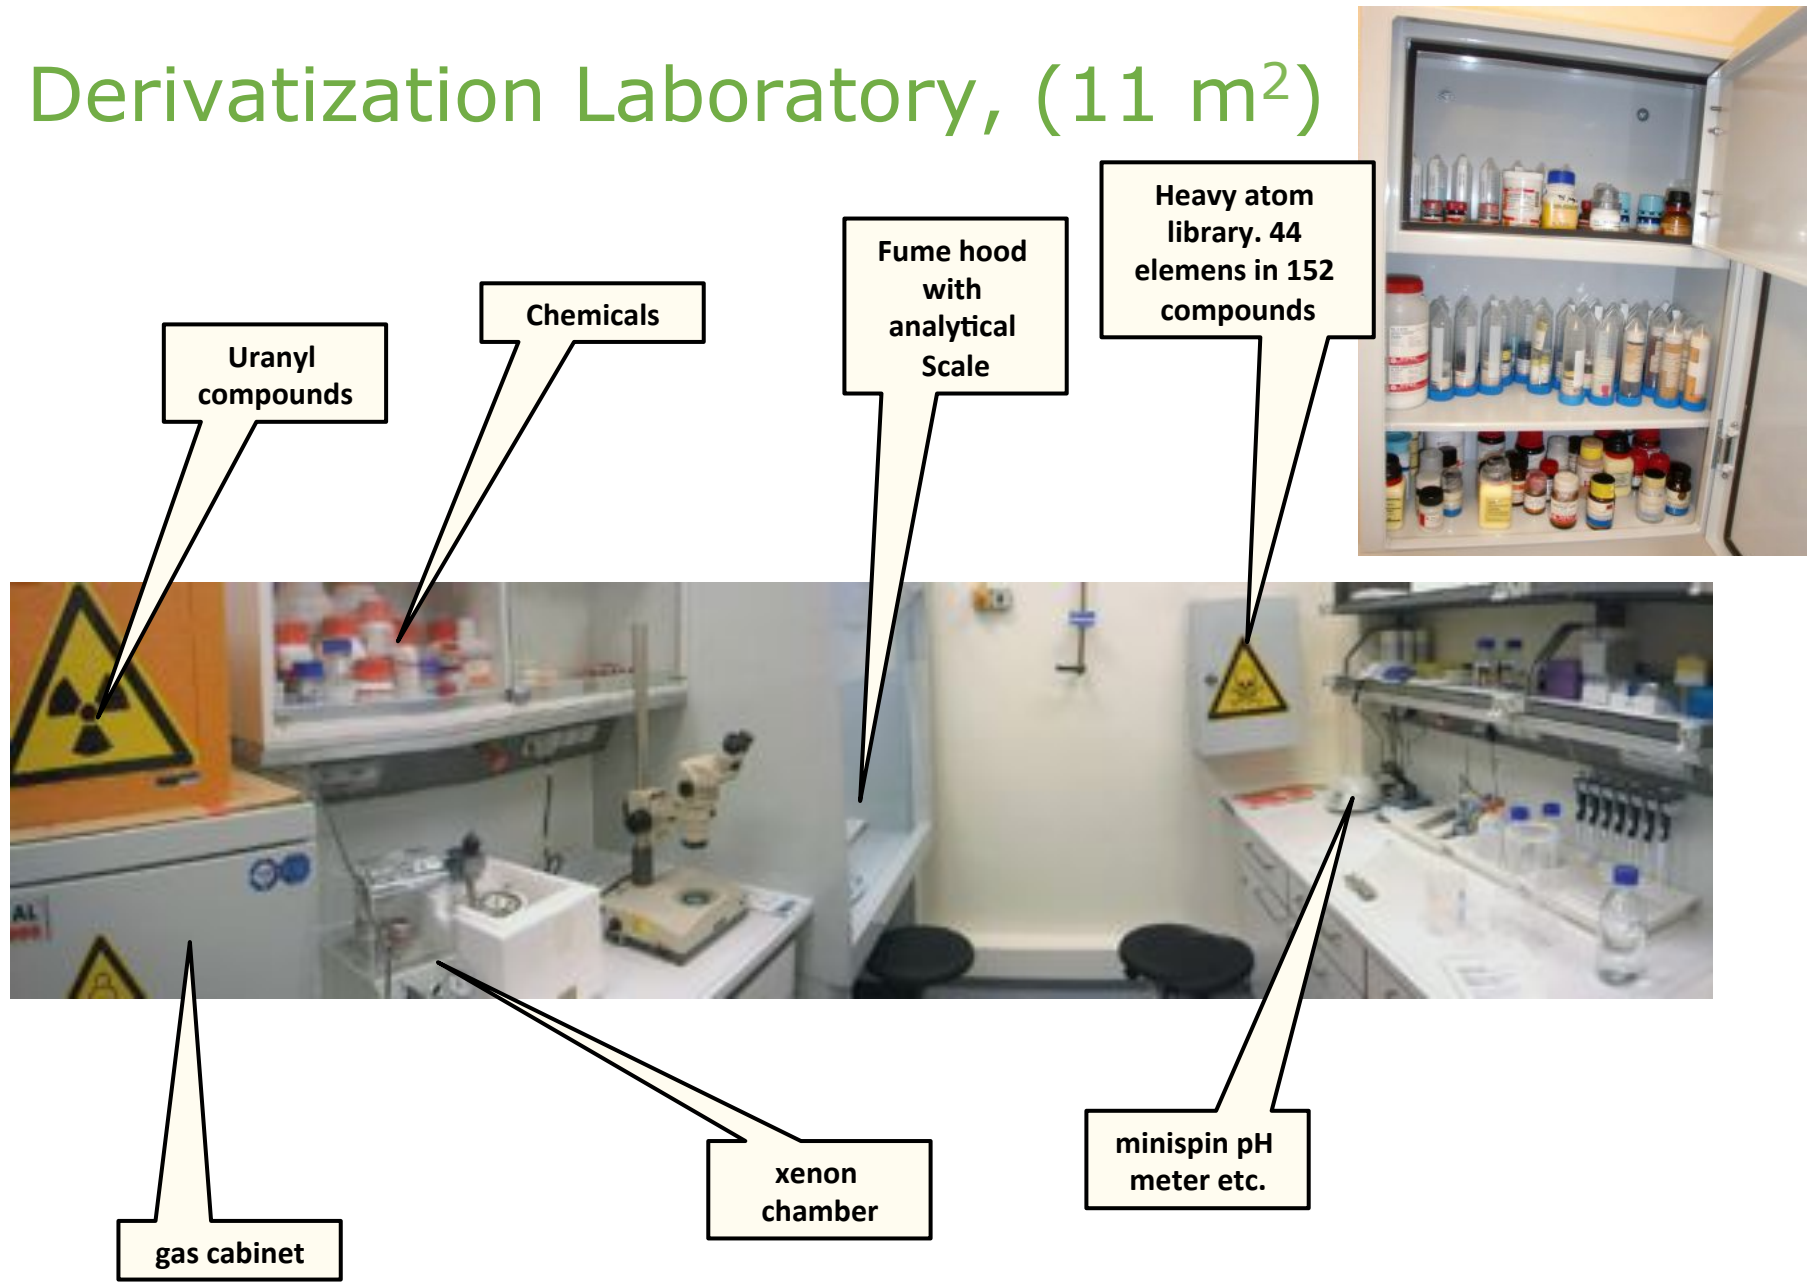 Derivatization Laboratory, (11 m²)
Heavy atom
library. 44
elemens in 152
compounds
Fume hood
with
analytical
Scale
Chemicals
Uranyl
compounds
AL
minispin pH
meter etc.
xenon
chamber
gas cabinet